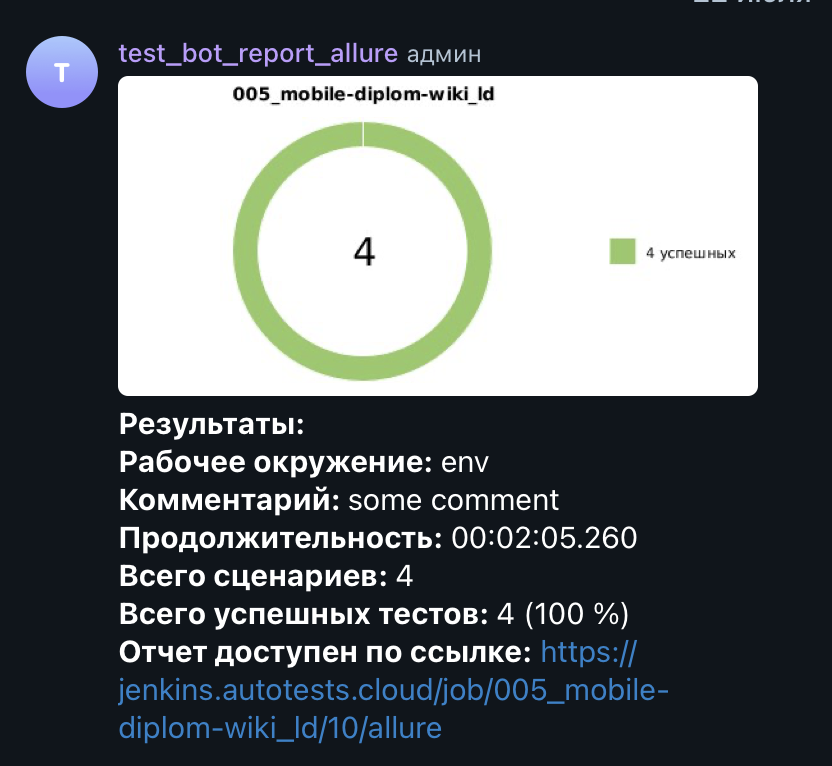 test_bot_report_allure админ
005_mobile-diplom-wiki_ld
4
4 успешных
Результаты:
Рабочее окружение: env
Комментарий: some comment
Продолжительность: 00:02:05.260
Всего сценариев: 4
Всего успешных тестов: 4 (100 %)
Отчет доступен по ссылке: https://
jenkins.autotests.cloud/job/005_mobile-
diplom-wiki_ld/10/allure
T